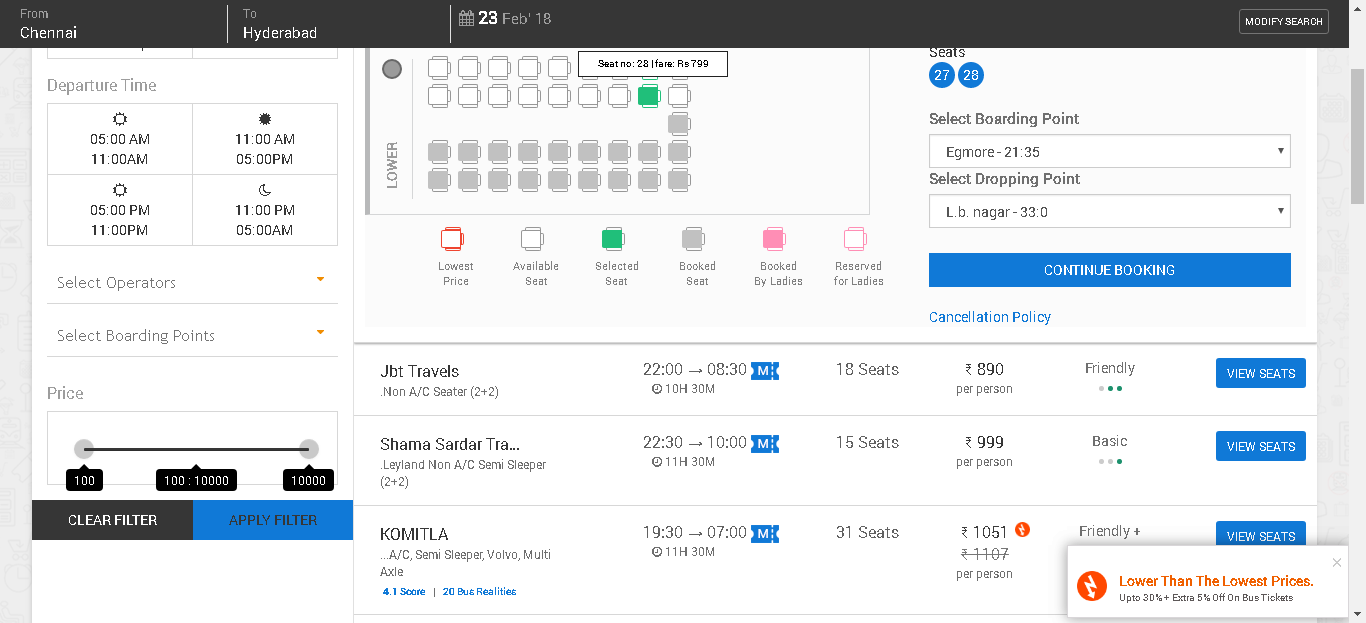 From
Chennai
To
Hyderabad
23 Feb' 18
MODIFY SEARCH
Departure Time
05:00 AM
11:00AM
11:00 AM
05:00PM
05:00 PM
11:00PM
11:00 PM
05:00AM
Select Operators
Select Boarding Points
Price
100
100 : 10000
10000
CLEAR FILTER
APPLY FILTER
Seat no: 28 | fare: Rs 799
LOWER
Lowest
Price
Available
Seat
Selected
Seat
Booked
Seat
Booked
By Ladies
Reserved
for Ladies
Seats
27 28
Select Boarding Point
Egmore - 21:35
Select Dropping Point
L.b. nagar - 33:0
CONTINUE BOOKING
Cancellation Policy
Jbt Travels
.Non A/C Seater (2+2)
22:00 → 08:30 M
10H 30M
18 Seats
₹ 890
per person
Friendly
VIEW SEATS
Shama Sardar Tra...
.Leyland Non A/C Semi Sleeper
(2+2)
22:30 → 10:00 M
11H 30M
15 Seats
₹ 999
per person
Basic
VIEW SEATS
KOMITLA
...A/C, Semi Sleeper, Volvo, Multi
Axle
4.1 Score | 20 Bus Realities
19:30 → 07:00 M
11H 30M
31 Seats
₹ 1051
₹ 1107
per person
Friendly +
VIEW SEATS
Lower Than The Lowest Prices.
Upto 30% + Extra 5% Off On Bus Tickets